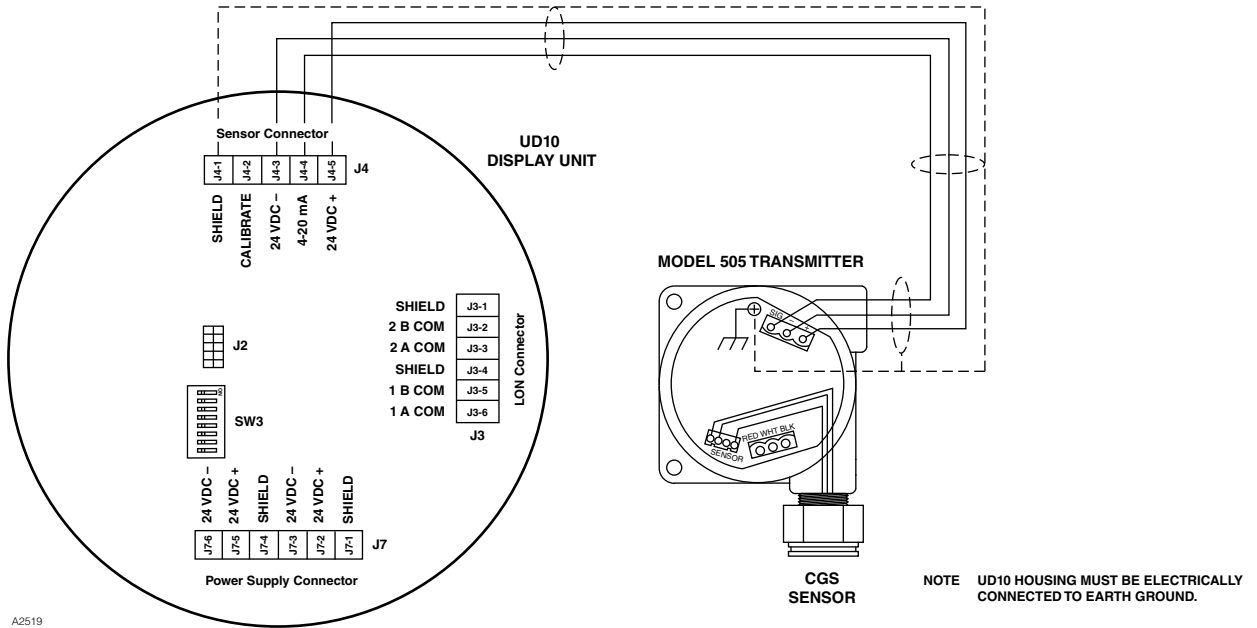 Sensor Connector
J4-1
J4-2
J4-3
J4-4
J4-5
J4
SHIELD
CALIBRATE
24 VDC –
4-20 mA
24 VDC +
UD10
DISPLAY UNIT
SHIELD
2 B COM
2 A COM
SHIELD
1 B COM
1 A COM
J3-1
J3-2
J3-3
J3-4
J3-5
J3-6
LON Connector
J3
J2
ON
SW3
24 VDC –
24 VDC +
SHIELD
24 VDC –
24 VDC +
SHIELD
J7-6
J7-5
J7-4
J7-3
J7-2
J7-1
J7
Power Supply Connector
MODEL 505 TRANSMITTER
SIG – +
SENSOR
RED WHT BLK
CGS
SENSOR
NOTE UD10 HOUSING MUST BE ELECTRICALLY
CONNECTED TO EARTH GROUND.
A2519